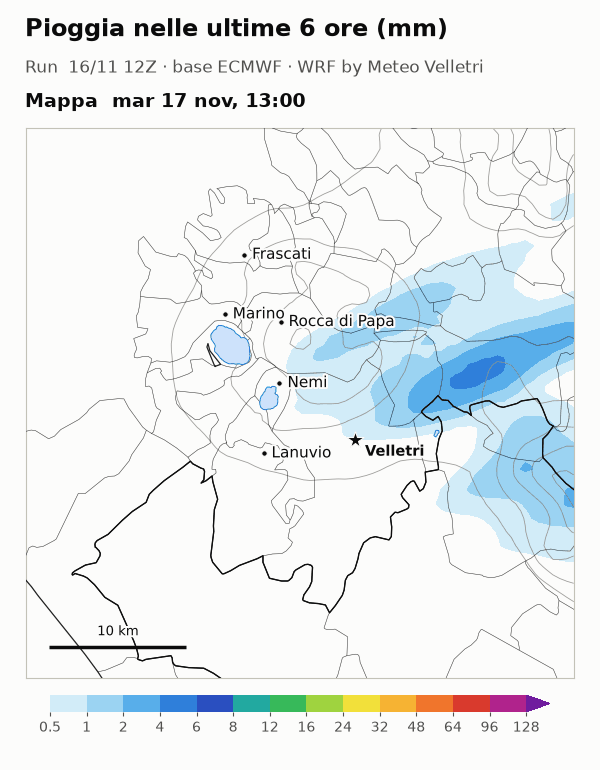 Pioggia nelle ultime 6 ore (mm)
Run  16/11 12Z · base ECMWF · WRF by Meteo Velletri
Mappa  mar 17 nov, 13:00
Frascati
Marino
Rocca di Papa
Nemi
Velletri
Lanuvio
10 km
0.5 1 2 4 6 8 12 16 24 32 48 64 96 128